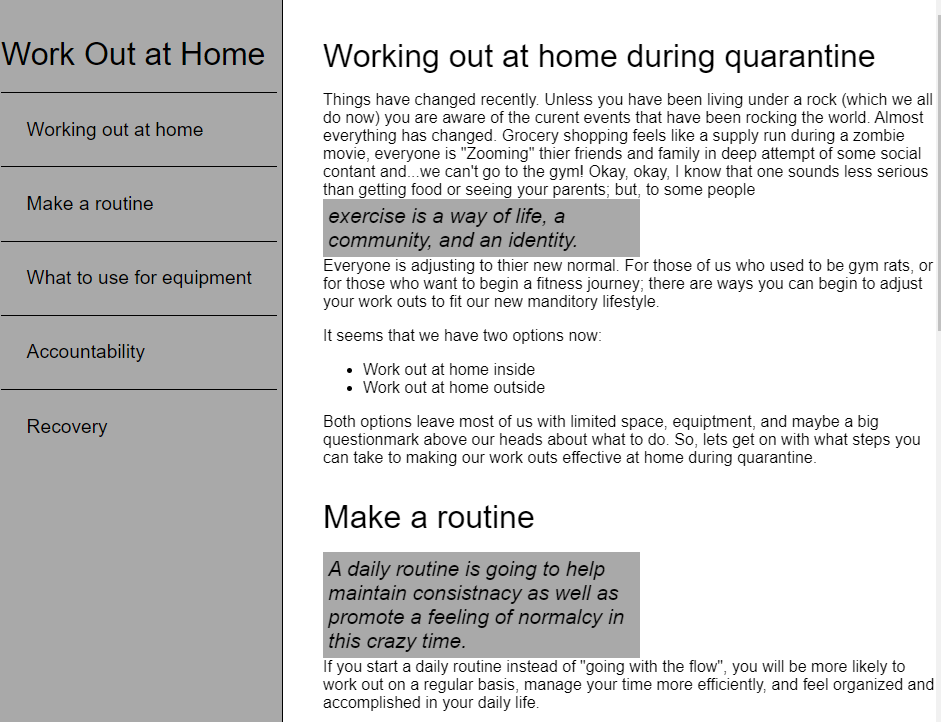 Work Out at Home
Working out at home
Make a routine
What to use for equipment
Accountability
Recovery
Working out at home during quarantine
Things have changed recently. Unless you have been living under a rock (which we all
do now) you are aware of the curent events that have been rocking the world. Almost
everything has changed. Grocery shopping feels like a supply run during a zombie
movie, everyone is "Zooming" thier friends and family in deep attempt of some social
contant and...we can't go to the gym! Okay, okay, I know that one sounds less serious
than getting food or seeing your parents; but, to some people
exercise is a way of life, a
community, and an identity.
Everyone is adjusting to thier new normal. For those of us who used to be gym rats, or
for those who want to begin a fitness journey; there are ways you can begin to adjust
your work outs to fit our new manditory lifestyle.
It seems that we have two options now:
• Work out at home inside
• Work out at home outside
Both options leave most of us with limited space, equiptment, and maybe a big
questionmark above our heads about what to do. So, lets get on with what steps you
can take to making our work outs effective at home during quarantine.
Make a routine
A daily routine is going to help
maintain consistnacy as well as
promote a feeling of normalcy in
this crazy time.
If you start a daily routine instead of "going with the flow", you will be more likely to
work out on a regular basis, manage your time more efficiently, and feel organized and
accomplished in your daily life.